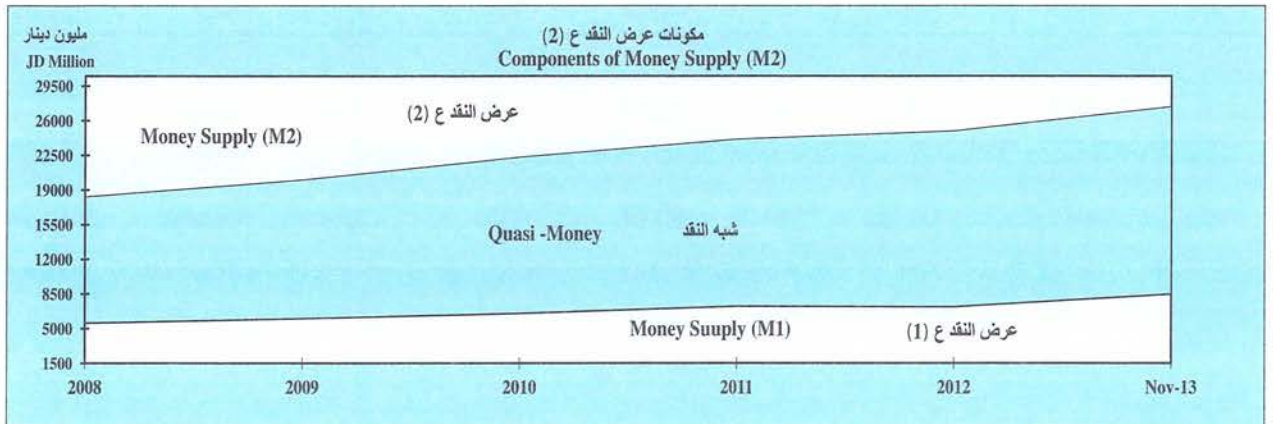 مكونات عرض النقد ع (2)
Components of Money Supply (M2)
مليون دينار
JD Million
29500
26000
22500
19000
15500
12000
8500
5000
1500
عرض النقد ع (2)
Money Supply (M2)
Quasi -Money شبه النقد
Money Suuply (M1) عرض النقد ع (1)
2008 2009 2010 2011 2012 Nov-13